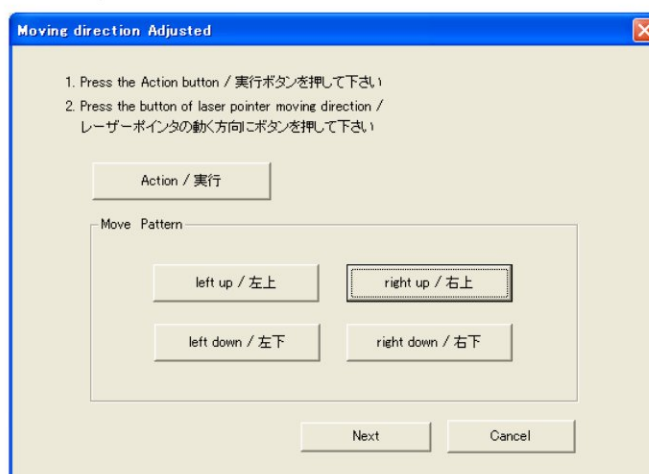 Moving direction Adjusted
1. Press the Action button / 実行ボタンを押して下さい
2. Press the button of laser pointer moving direction /
レーザーポインタの動く方向にボタンを押して下さい
Action / 実行
Move Pattern
left up / 左上
right up / 右上
left down / 左下
right down / 右下
Next
Cancel